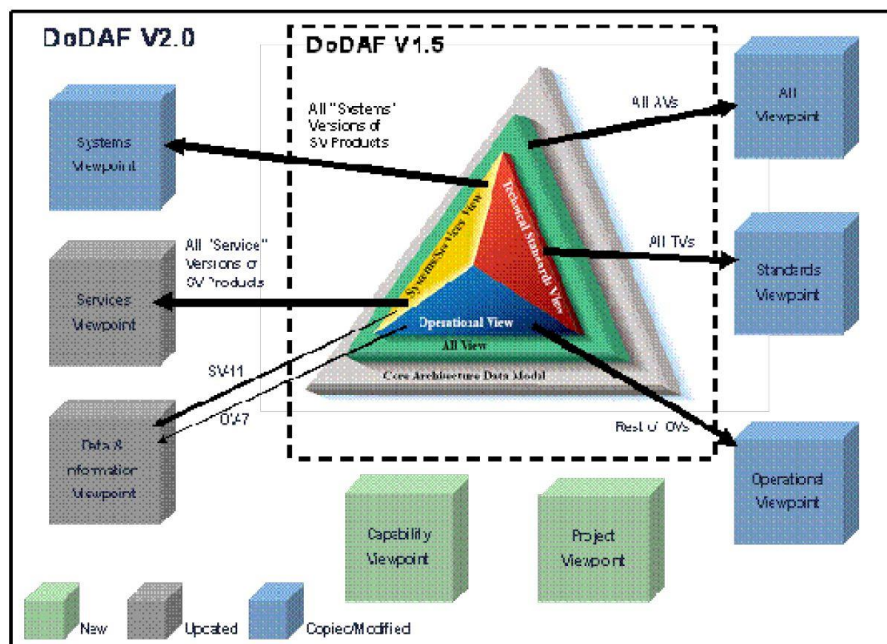 DoDAF V2.0
DoDAF V1.5
Systems
Viewpoint
All "Systems"
Versions of
SV Products
All AVs
All
Viewpoint
All "Service"
Versions of
SV Products
Systems/Services View
Technical Standards View
All TVs
Services
Viewpoint
Standards
Viewpoint
Operational View
All View
Core Architecture Data Model
SV-11
OV-7
Rest of OVs
Data &
Information
Viewpoint
Operational
Viewpoint
Capability
Viewpoint
Project
Viewpoint
New
Updated
Copied/Modified